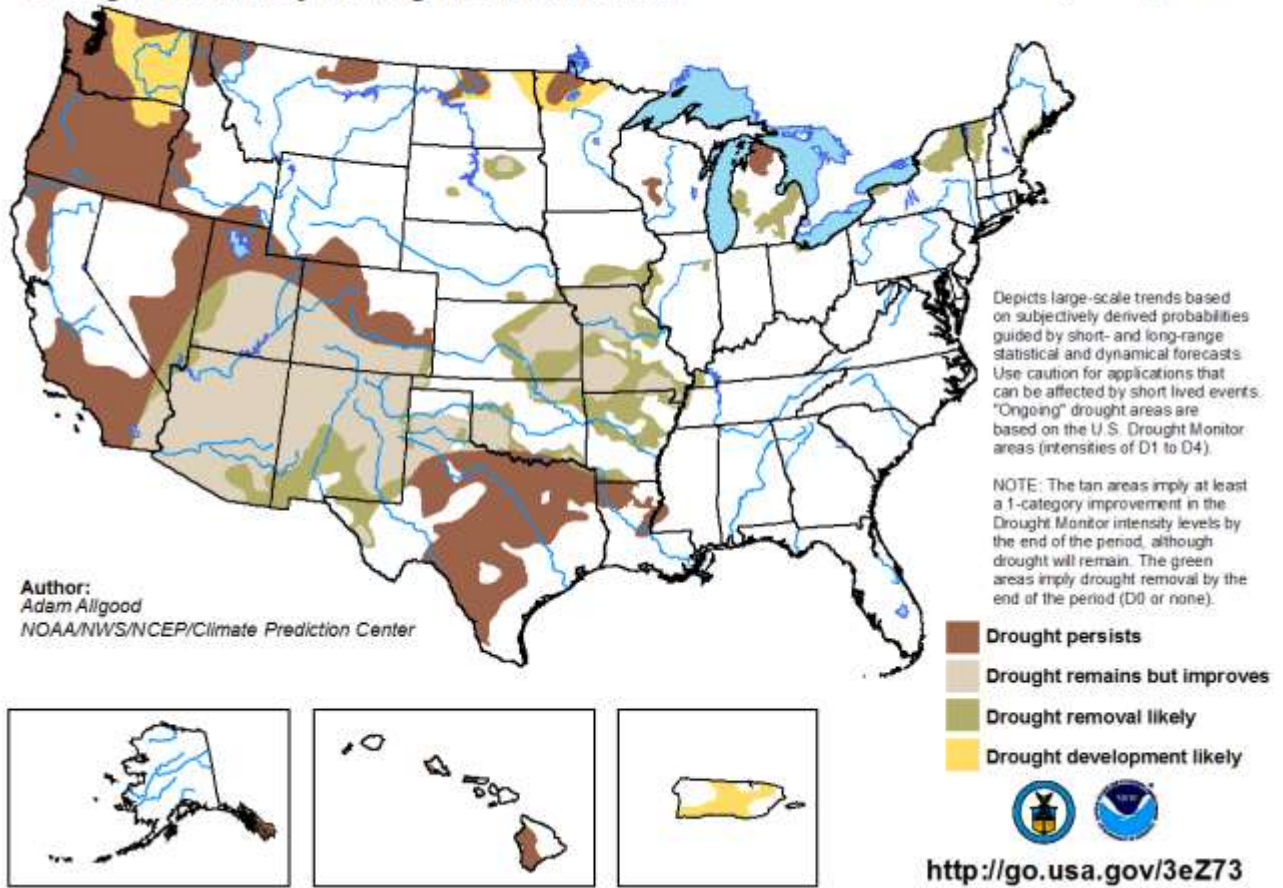 Depicts large-scale trends based
on subjectively derived probabilities
guided by short- and long-range
statistical and dynamical forecasts.
Use caution for applications that
can be affected by short lived events.
"Ongoing" drought areas are
based on the U.S. Drought Monitor
areas (intensities of D1 to D4).
NOTE: The tan areas imply at least
a 1-category improvement in the
Drought Monitor intensity levels by
the end of the period, although
drought will remain. The green
areas imply drought removal by the
end of the period (D0 or none).
Author:
Adam Allgood
NOAA/NWS/NCEP/Climate Prediction Center
Drought persists
Drought remains but improves
Drought removal likely
Drought development likely
http://go.usa.gov/3eZ73